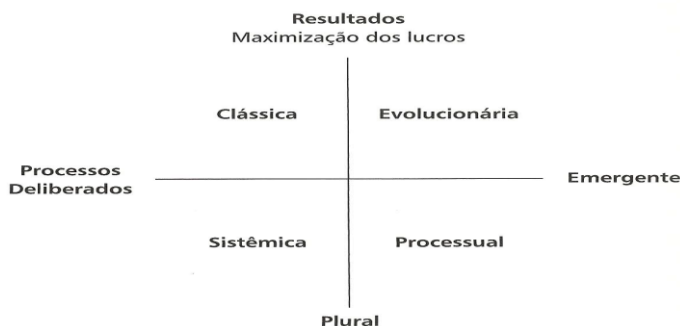 Resultados
Maximização dos lucros
Clássica
Evolucionária
Processos
Deliberados
Emergente
Sistêmica
Processual
Plural